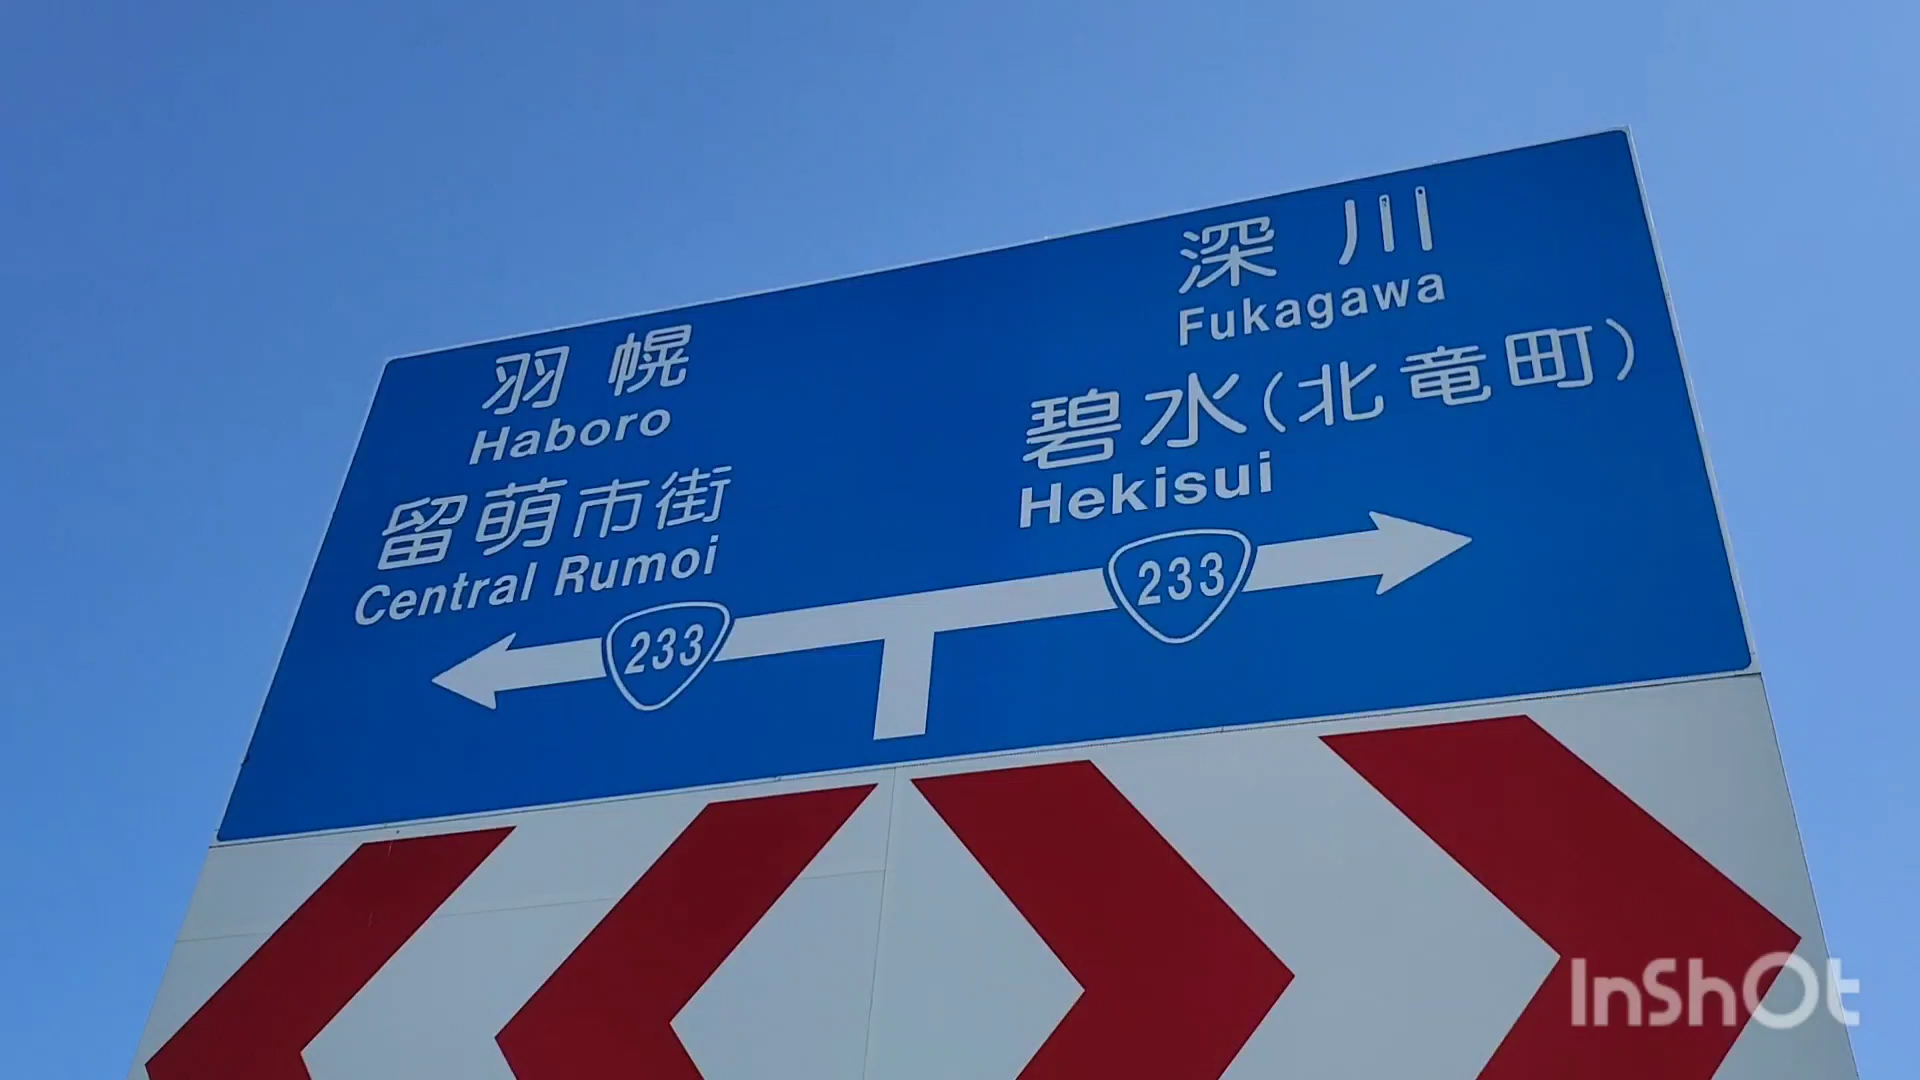 羽幌
Haboro
留萌市街
Central Rumoi
233
深川
Fukagawa
碧水(北竜町)
Hekisui
233
InShOt